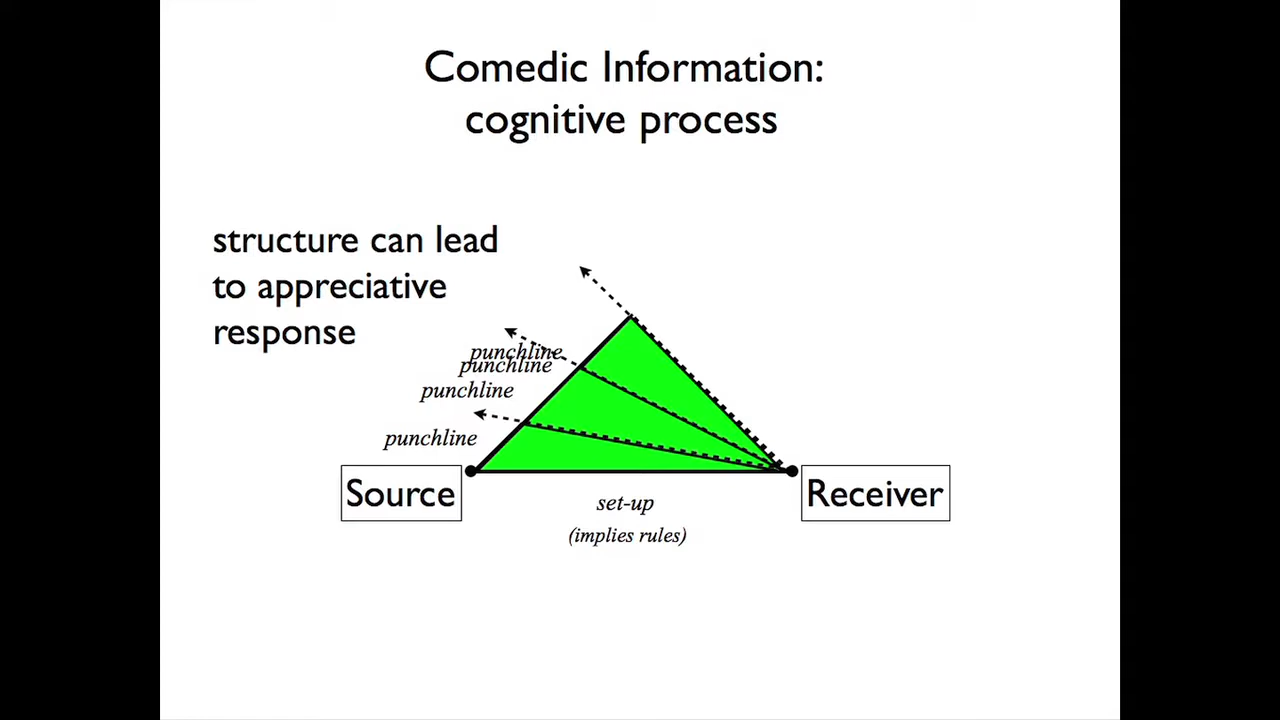 Comedic Information:
cognitive process
structure can lead
to appreciative
response
punchline
punchline
punchline
punchline
Source
Receiver
set-up
(implies rules)